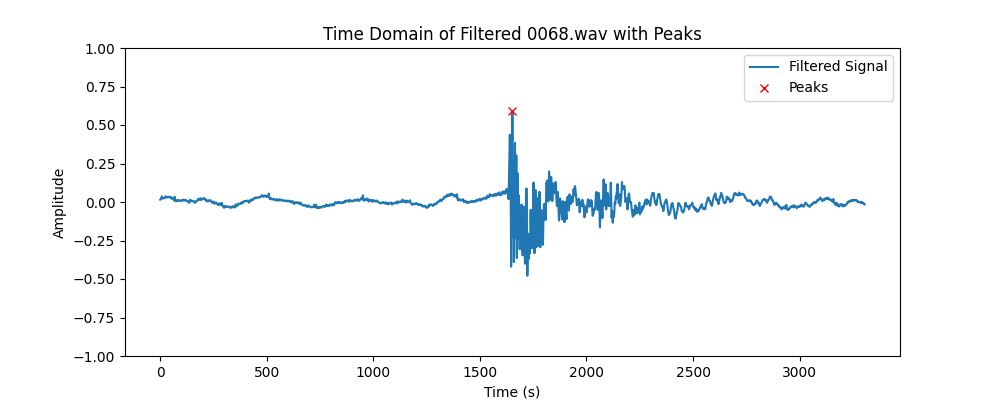 Time Domain of Filtered 0068.wav with Peaks
1.00
0.75
0.50
0.25
0.00
−0.25
−0.50
−0.75
−1.00
Amplitude
Filtered Signal
Peaks
0 500 1000 1500 2000 2500 3000
Time (s)